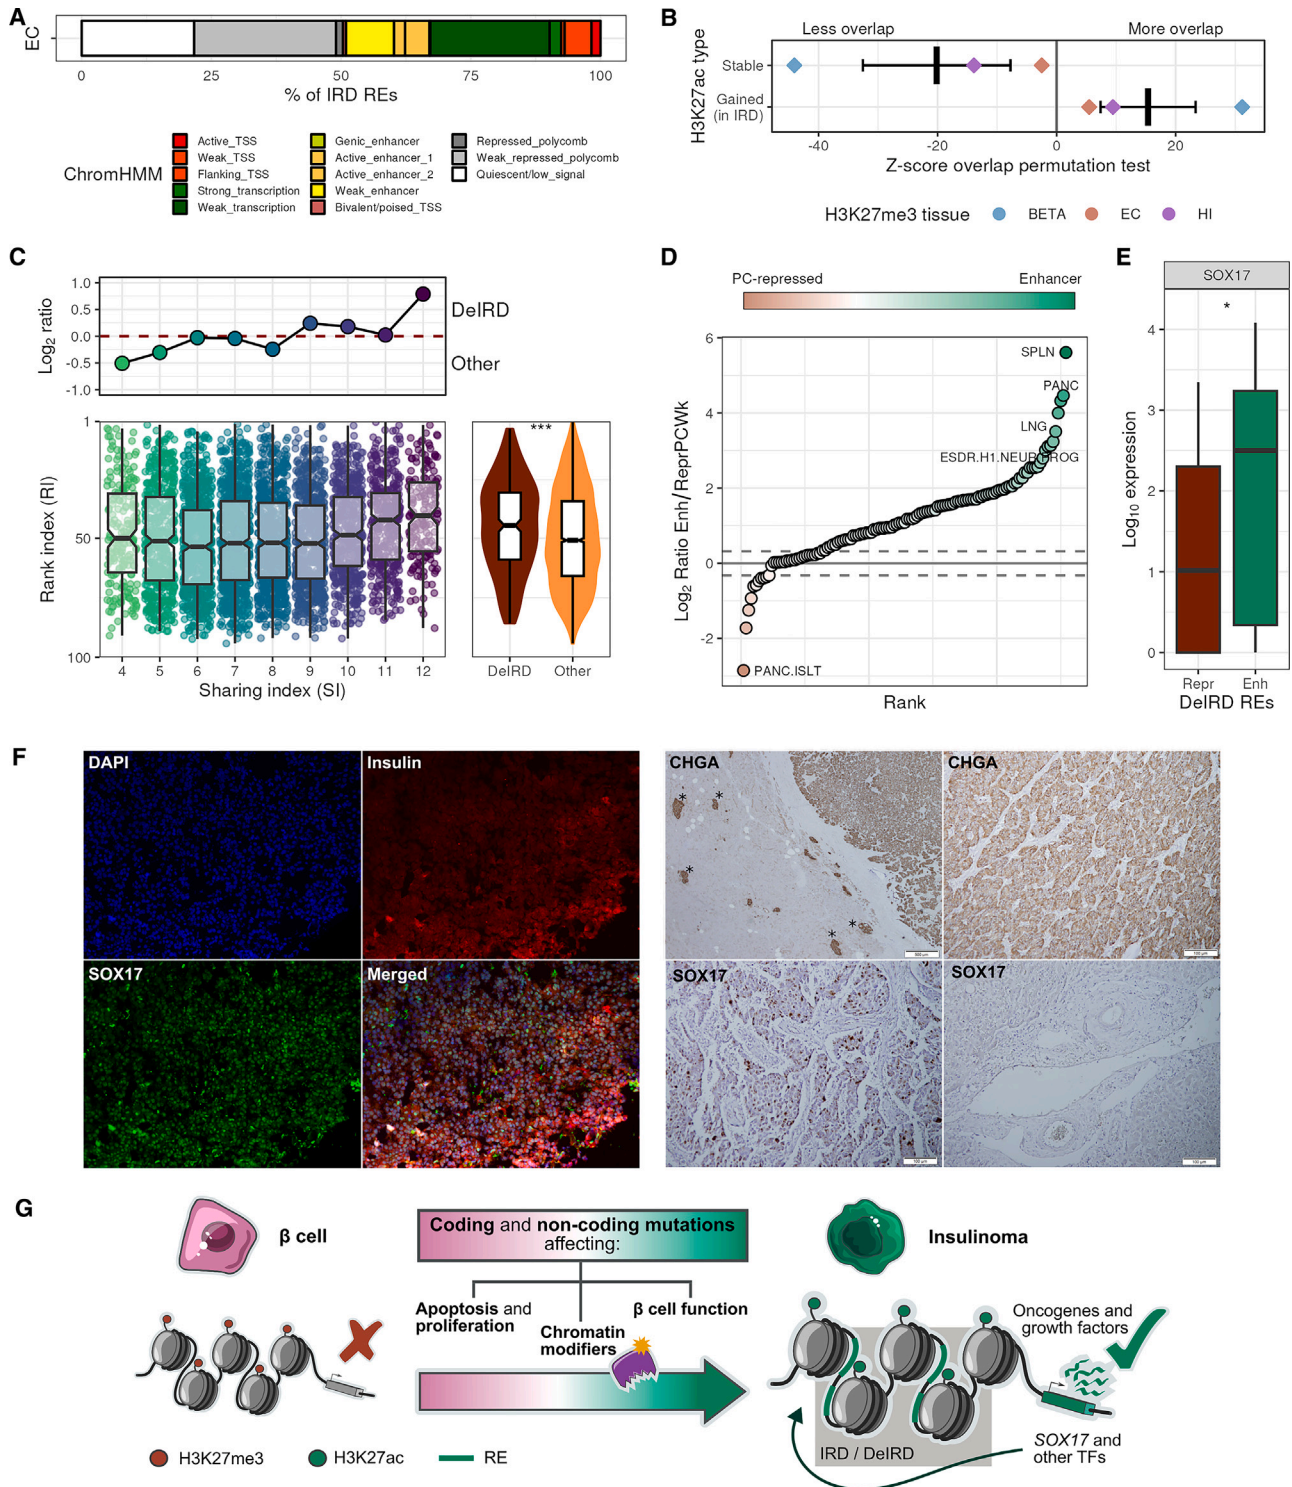 A
EC
0
25
50
75
100
% of IRD REs
ChromHMM
Active_TSS
Weak_TSS
Flanking_TSS
Strong_transcription
Weak_transcription
Genic_enhancer
Active_enhancer_1
Active_enhancer_2
Weak_enhancer
Bivalent/poised_TSS
Repressed_polycomb
Weak_repressed_polycomb
Quiescent/low_signal
B
Less overlap
More overlap
H3K27ac type
Stable
Gained
(in IRD)
-40
-20
0
20
Z-score overlap permutation test
H3K27me3 tissue
BETA
EC
HI
C
Log2 ratio
1.0
0.5
0.0
-0.5
-1.0
DeIRD
Other
Rank index (RI)
1
50
100
4
5
6
7
8
9
10
11
12
Sharing index (SI)
***
DeIRD
Other
D
PC-repressed
Enhancer
Log2 Ratio Enh/ReprPCWk
6
4
2
0
-2
SPLN
PANC
LNG
ESDR.H1.NEUR.PROG
PANC.ISLT
Rank
E
SOX17
*
Log10 expression
4
3
2
1
0
Repr
Enh
DeIRD REs
F
DAPI
Insulin
SOX17
Merged
CHGA
*
*
*
*
*
CHGA
100 µm
SOX17
100 µm
SOX17
100 µm
G
β cell
Coding and non-coding mutations
affecting:
Apoptosis and
proliferation
Chromatin
modifiers
β cell function
Insulinoma
Oncogenes and
growth factors
IRD / DeIRD
SOX17 and
other TFs
H3K27me3
H3K27ac
RE